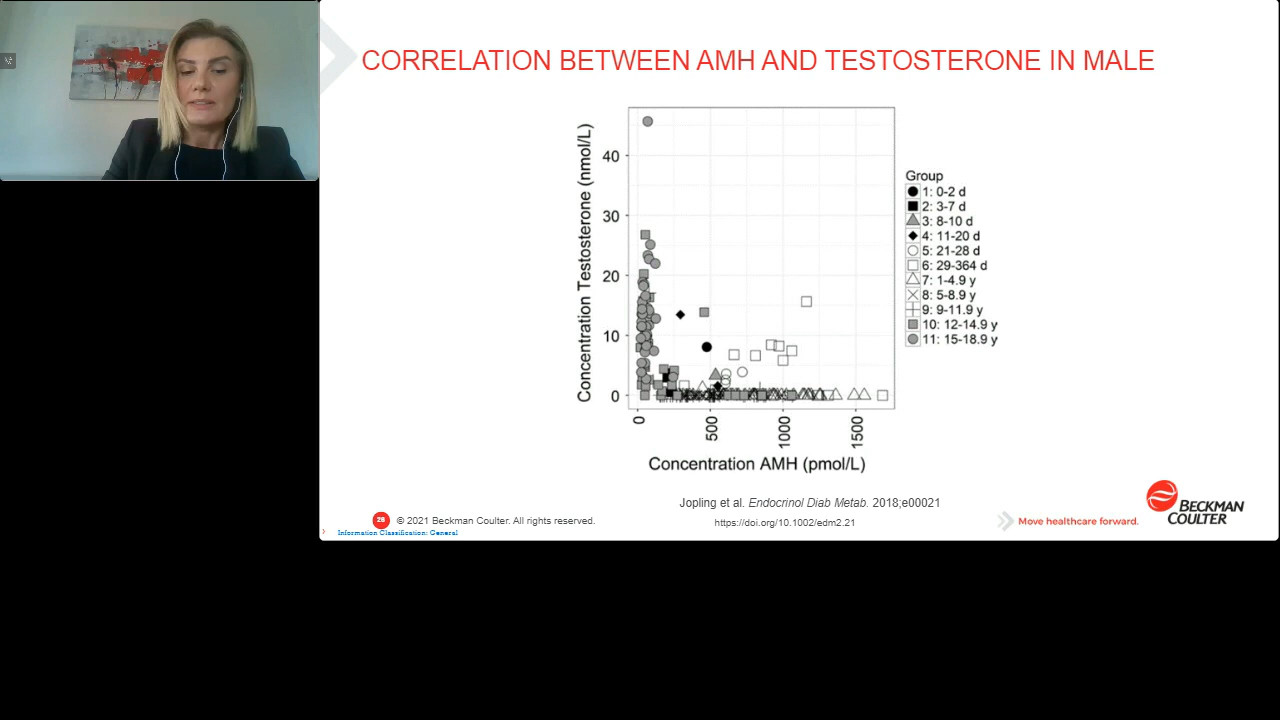 CORRELATION BETWEEN AMH AND TESTOSTERONE IN MALE
Concentration Testosterone (nmol/L)
40
30
20
10
0
0
500
1000
1500
Concentration AMH (pmol/L)
Group
1: 0-2 d
2: 3-7 d
3: 8-10 d
4: 11-20 d
5: 21-28 d
6: 29-364 d
7: 1-4.9 y
8: 5-8.9 y
9: 9-11.9 y
10: 12-14.9 y
11: 15-18.9 y
Jopling et al. Endocrinol Diab Metab. 2018;e00021
https://doi.org/10.1002/edm2.21
28 © 2021 Beckman Coulter. All rights reserved.
Information Classification: General
Move healthcare forward.
BECKMAN
COULTER